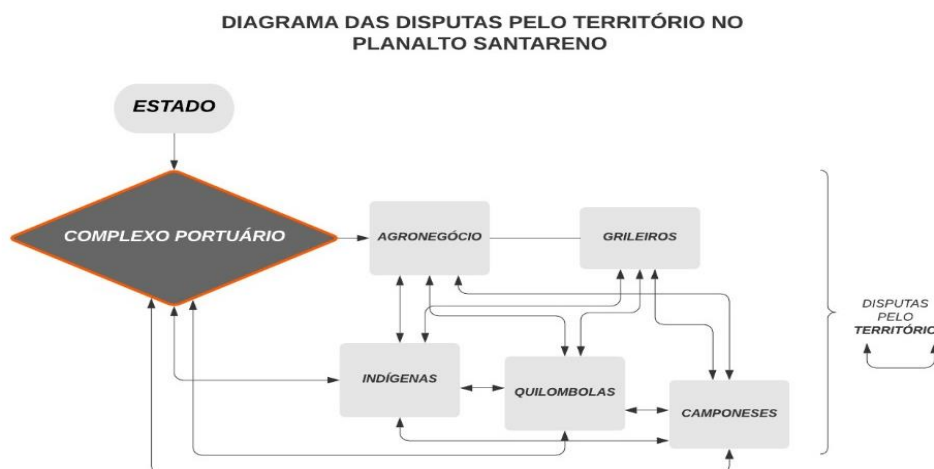 DIAGRAMA DAS DISPUTAS PELO TERRITÓRIO NO
PLANALTO SANTARENO
ESTADO
COMPLEXO PORTUÁRIO
AGRONEGÓCIO
GRILEIROS
DISPUTAS
PELO
TERRITÓRIO
INDÍGENAS
QUILOMBOLAS
CAMPONESES